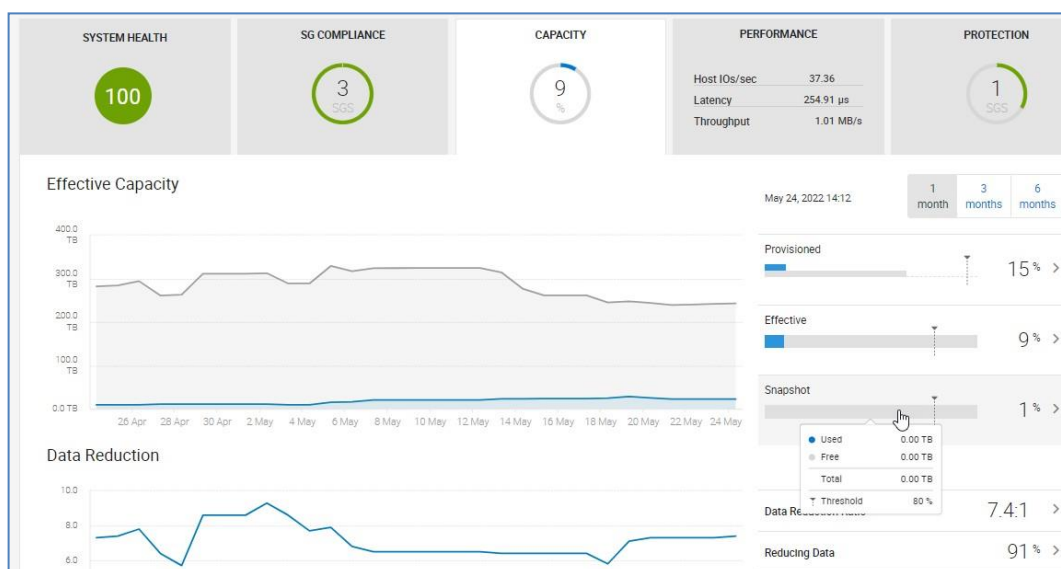 SYSTEM HEALTH
100
SG COMPLIANCE
3
SGS
CAPACITY
9
%
PERFORMANCE
Host IOs/sec 37.36
Latency 254.91 µs
Throughput 1.01 MB/s
PROTECTION
1
SGS
Effective Capacity
400.0
TB
300.0
TB
200.0
TB
100.0
TB
0.0 TB
26 Apr 28 Apr 30 Apr 2 May 4 May 6 May 8 May 10 May 12 May 14 May 16 May 18 May 20 May 22 May 24 May
May 24, 2022 14:12
1
month
3
months
6
months
Provisioned
15 %
Effective
9 %
Snapshot
1 %
Used 0.00 TB
Free 0.00 TB
Total 0.00 TB
Threshold 80 %
Data Reduction Ratio 7.4:1
Reducing Data 91 %
Data Reduction
10.0
8.0
6.0